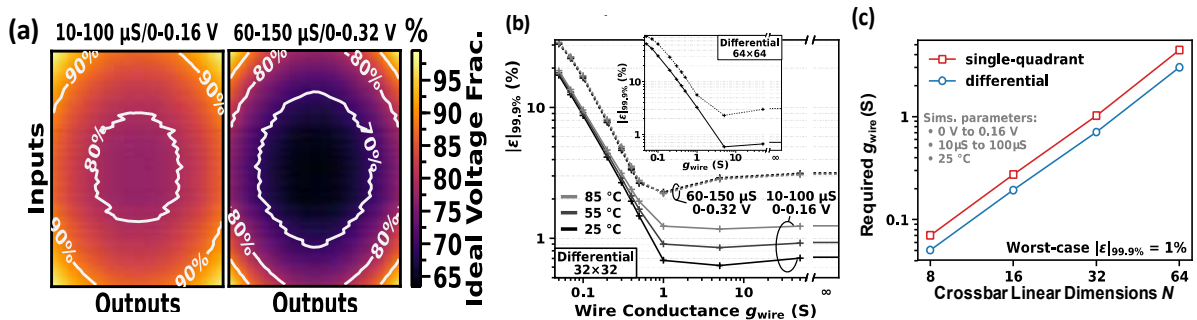 (a)
10-100 µS/0-0.16 V
60-150 µS/0-0.32 V
%
90%
90%
80%
90%
90%
80%
80%
70%
80%
80%
95
90
85
80
75
70
65
Ideal Voltage Frac.
Inputs
Outputs
Outputs
(b)
|ε|99.9% (%)
10
1
Differential
64×64
|ε|99.9% (%)
10
1
0.1
1
10
∞
gwire (S)
85 °C
55 °C
25 °C
60-150 µS
0-0.32 V
10-100 µS
0-0.16 V
Differential
32×32
0.1
1
10
∞
Wire Conductance gwire (S)
(c)
Required gwire (S)
1
0.1
single-quadrant
differential
Sims. parameters:
• 0 V to 0.16 V
• 10µS to 100µS
• 25 °C
Worst-case |ε|99.9% = 1%
8
16
32
64
Crossbar Linear Dimensions N